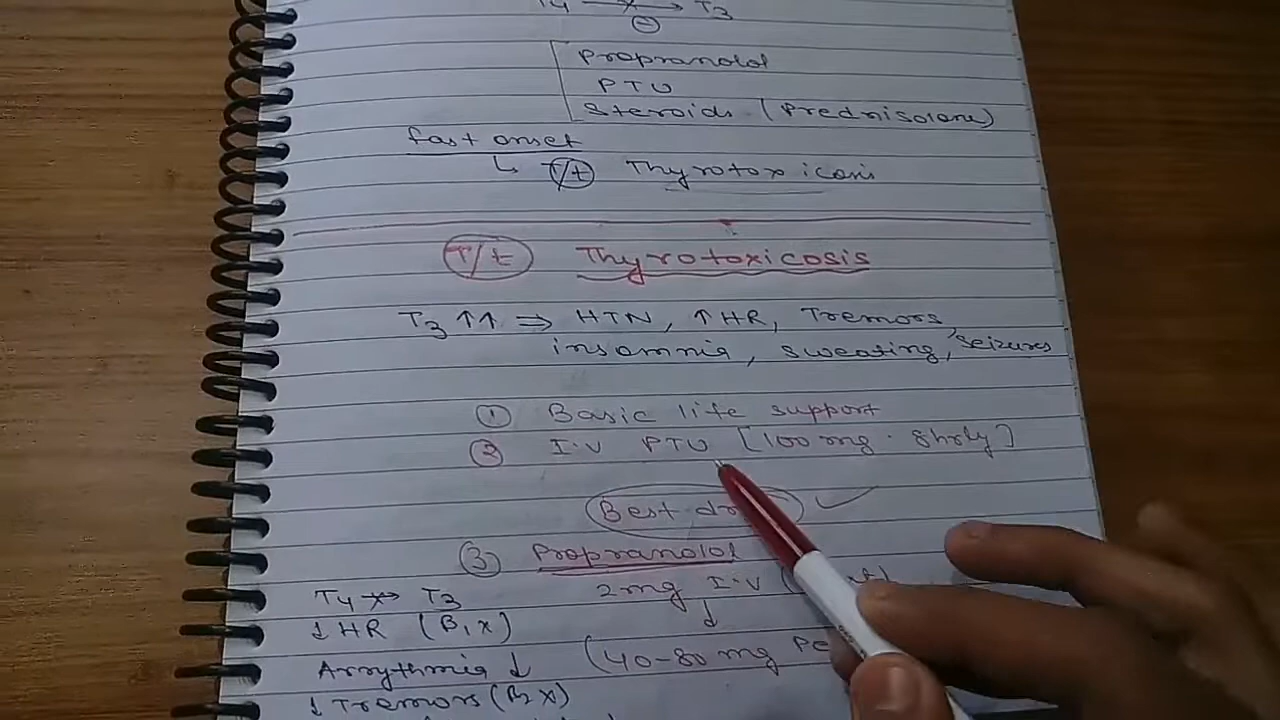 T4 ⊖ T3
Propranolol
PTU
Steroids (Prednisolone)
fast onset
↳ T/t Thyrotoxicosis
T/t Thyrotoxicosis
T3 ↑↑ ⇒ HTN, ↑HR, Tremors,
insomnia, sweating, seizures
① Basic life support
② I.V PTU [100 mg. 8hrly]
Best
③ Propranolol
T4 ↛ T3 2mg I.V
↓HR (β1 x) ↓
Arrythmia ↓ (40-80 mg
↓Tremors (β2 x)